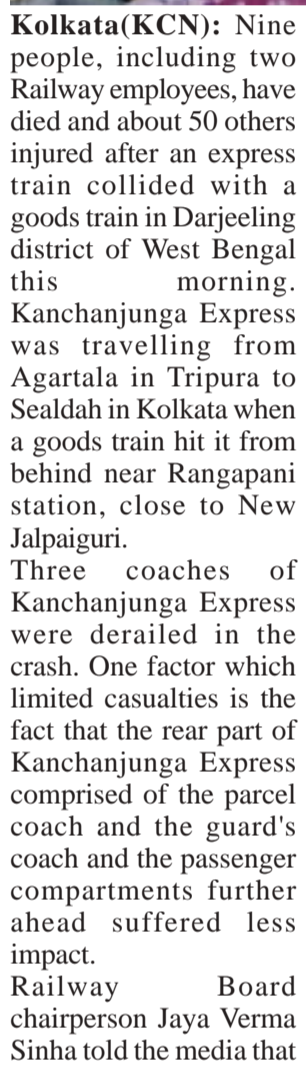 Kolkata(KCN): Nine
people, including two
Railway employees, have
died and about 50 others
injured after an express
train collided with a
goods train in Darjeeling
district of West Bengal
this morning.
Kanchanjunga Express
was travelling from
Agartala in Tripura to
Sealdah in Kolkata when
a goods train hit it from
behind near Rangapani
station, close to New
Jalpaiguri.
Three coaches of
Kanchanjunga Express
were derailed in the
crash. One factor which
limited casualties is the
fact that the rear part of
Kanchanjunga Express
comprised of the parcel
coach and the guard's
coach and the passenger
compartments further
ahead suffered less
impact.
Railway Board
chairperson Jaya Verma
Sinha told the media that